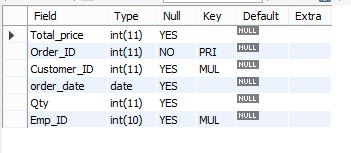 Field Type Null Key Default Extra
Total_price int(11) YES NULL
Order_ID int(11) NO PRI NULL
Customer_ID int(11) YES MUL NULL
order_date date YES NULL
Qty int(11) YES NULL
Emp_ID int(10) YES MUL NULL